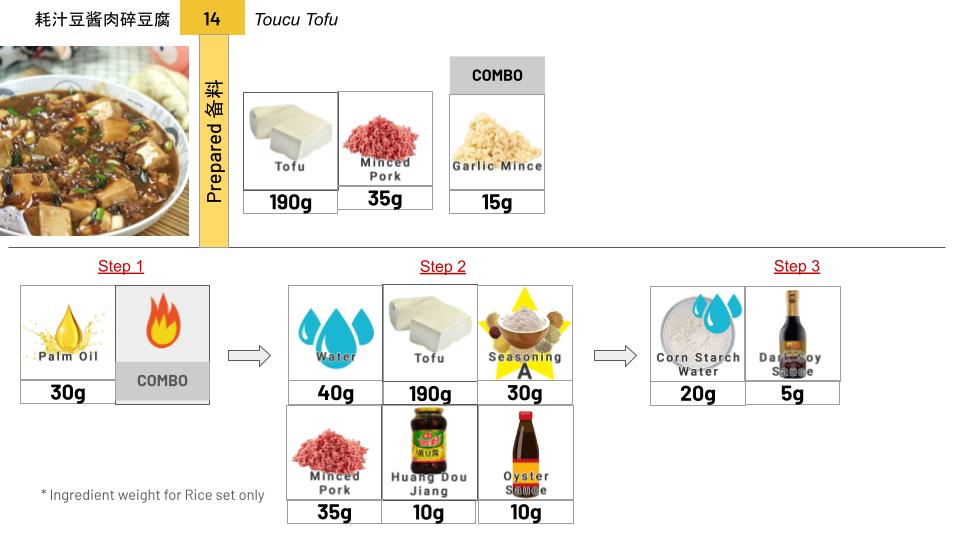 耗汁豆酱肉碎豆腐
14
Toucu Tofu
Prepared 备料
COMBO
Tofu
Minced
Pork
Garlic Mince
190g
35g
15g
Step 1
Step 2
Step 3
Palm Oil
COMBO
30g
Water
Tofu
Seasoning
A
40g
190g
30g
Corn Starch
Water
Dark Soy
Sauce
20g
5g
Minced
Pork
Huang Dou
Jiang
Oyster
Sauce
35g
10g
10g
* Ingredient weight for Rice set only